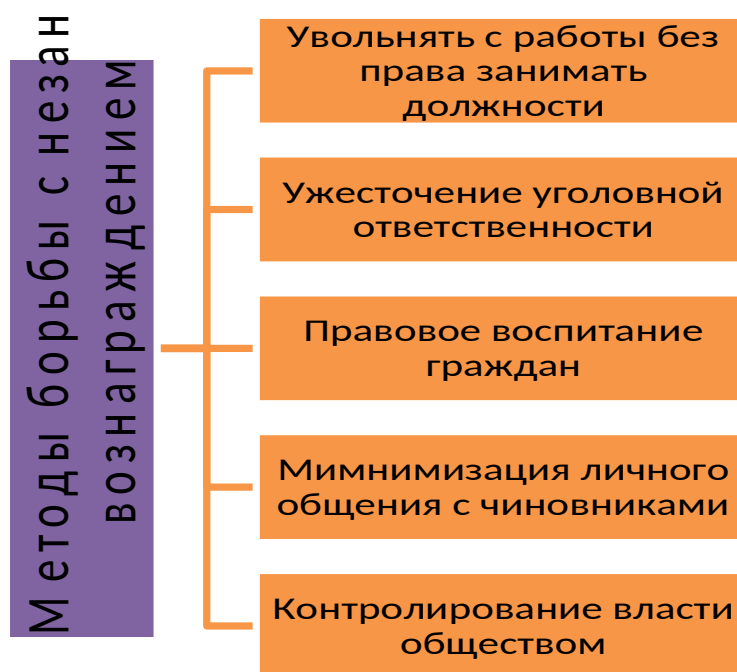 Методы борьбы с незан
вознаграждением
Увольнять с работы без
права занимать
должности
Ужесточение уголовной
ответственности
Правовое воспитание
граждан
Мимнимизация личного
общения с чиновниками
Контролирование власти
обществом